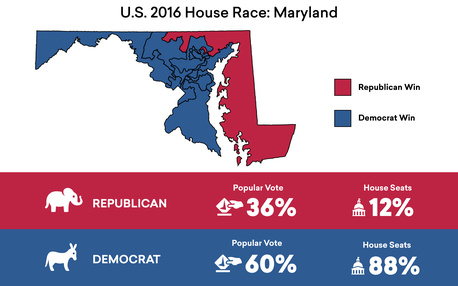 U.S. 2016 House Race: Maryland
Republican Win
Democrat Win
REPUBLICAN
Popular Vote
36%
House Seats
12%
DEMOCRAT
Popular Vote
60%
House Seats
88%